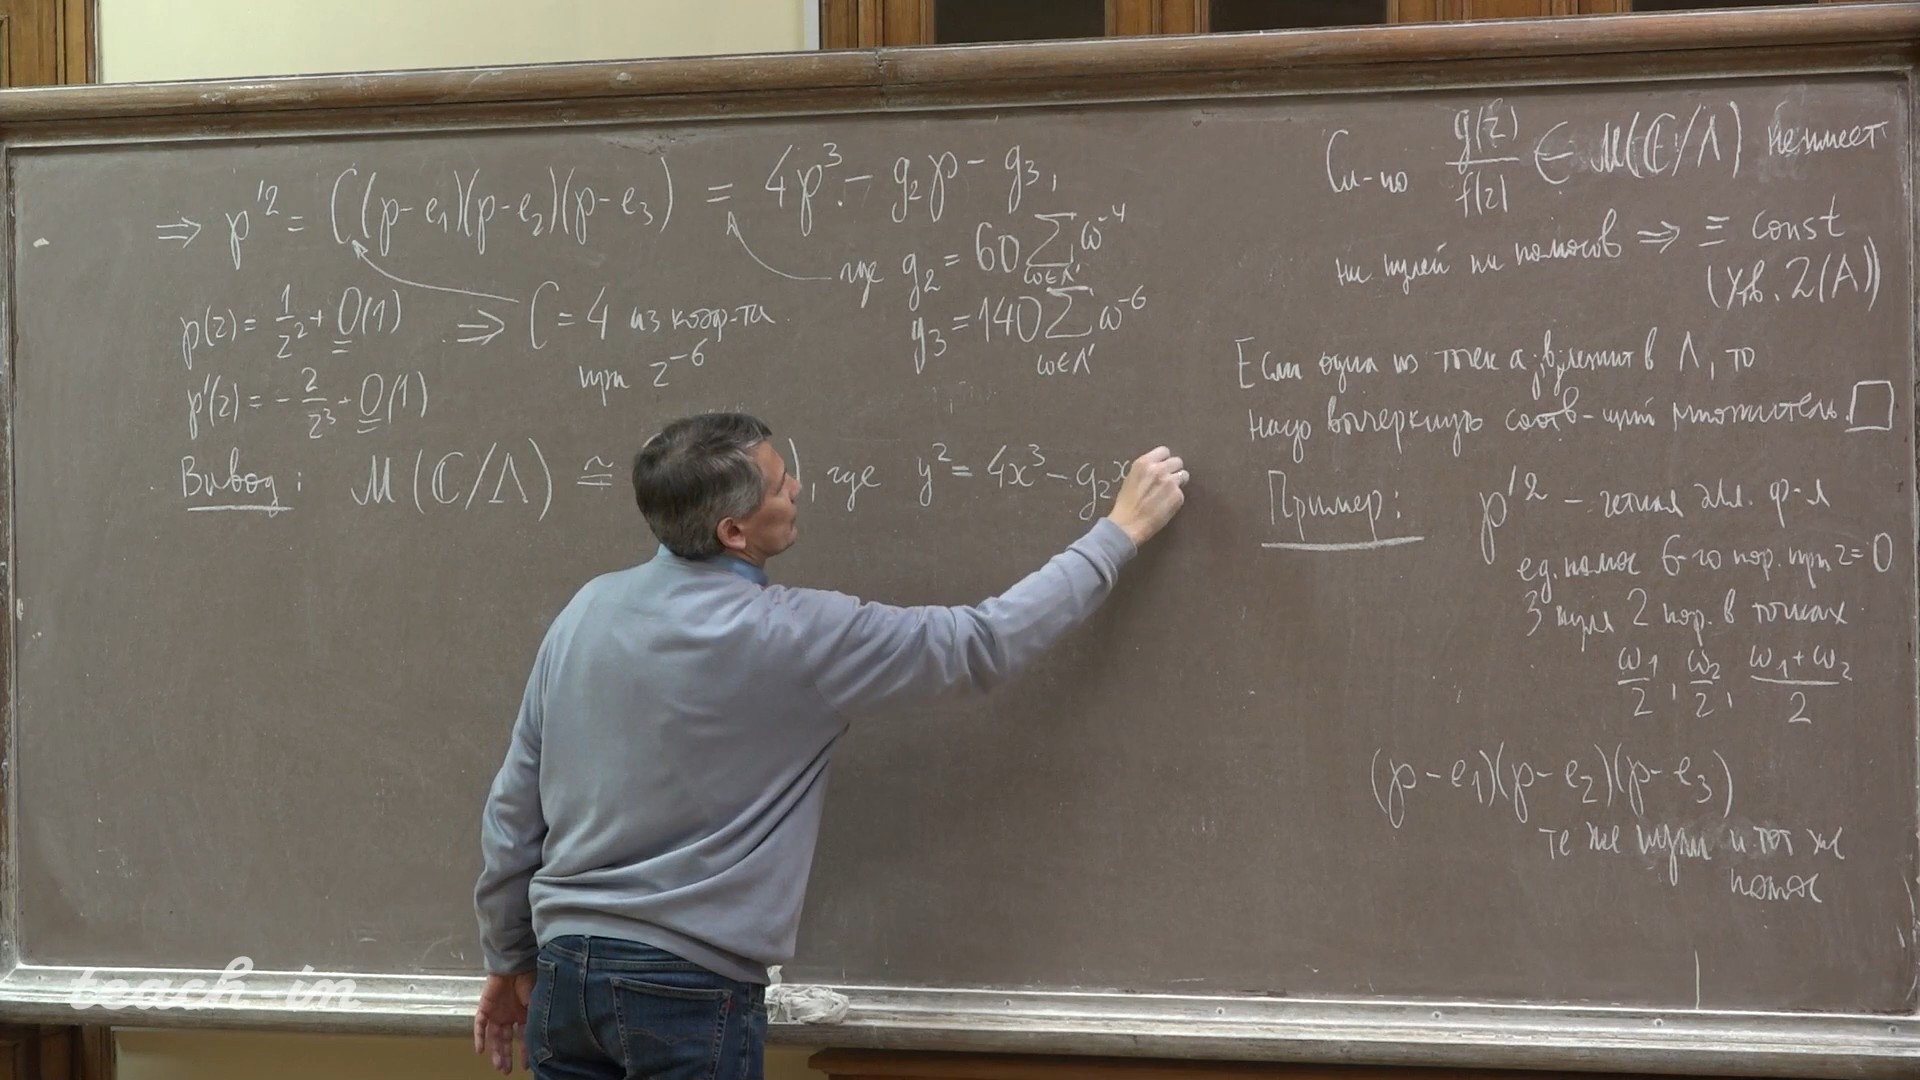 ⇒ ℘'² = C(℘-e₁)(℘-e₂)(℘-e₃) = 4℘³ - g₂℘ - g₃,
где g₂ = 60 ∑ ω⁻⁴
ω∈Λ'
g₃ = 140 ∑ ω⁻⁶
ω∈Λ'
℘(z) = 1/z² + O(1) ⇒ C = 4 из коэф-та
при z⁻⁶
℘'(z) = -2/z³ + O(1)
Вывод: M(ℂ/Λ) ≅ ), где y² = 4x³ - g₂x
Сл-но g(z)/f(z) ∈ M(ℂ/Λ) не имеет
ни нулей ни полюсов ⇒ ≡ const
(Утв. 2(A))
Если одна из точек aⱼ, bⱼ лежит в Λ, то
надо вычеркнуть соотв-щий множитель. □
Пример: ℘'² - четная элл. ф-я
ед. полюс 6-го пор. при z=0
3 нуля 2 пор. в точках
ω₁/2, ω₂/2, (ω₁+ω₂)/2
(℘-e₁)(℘-e₂)(℘-e₃)
те же нули и тот же
полюс
teach-in